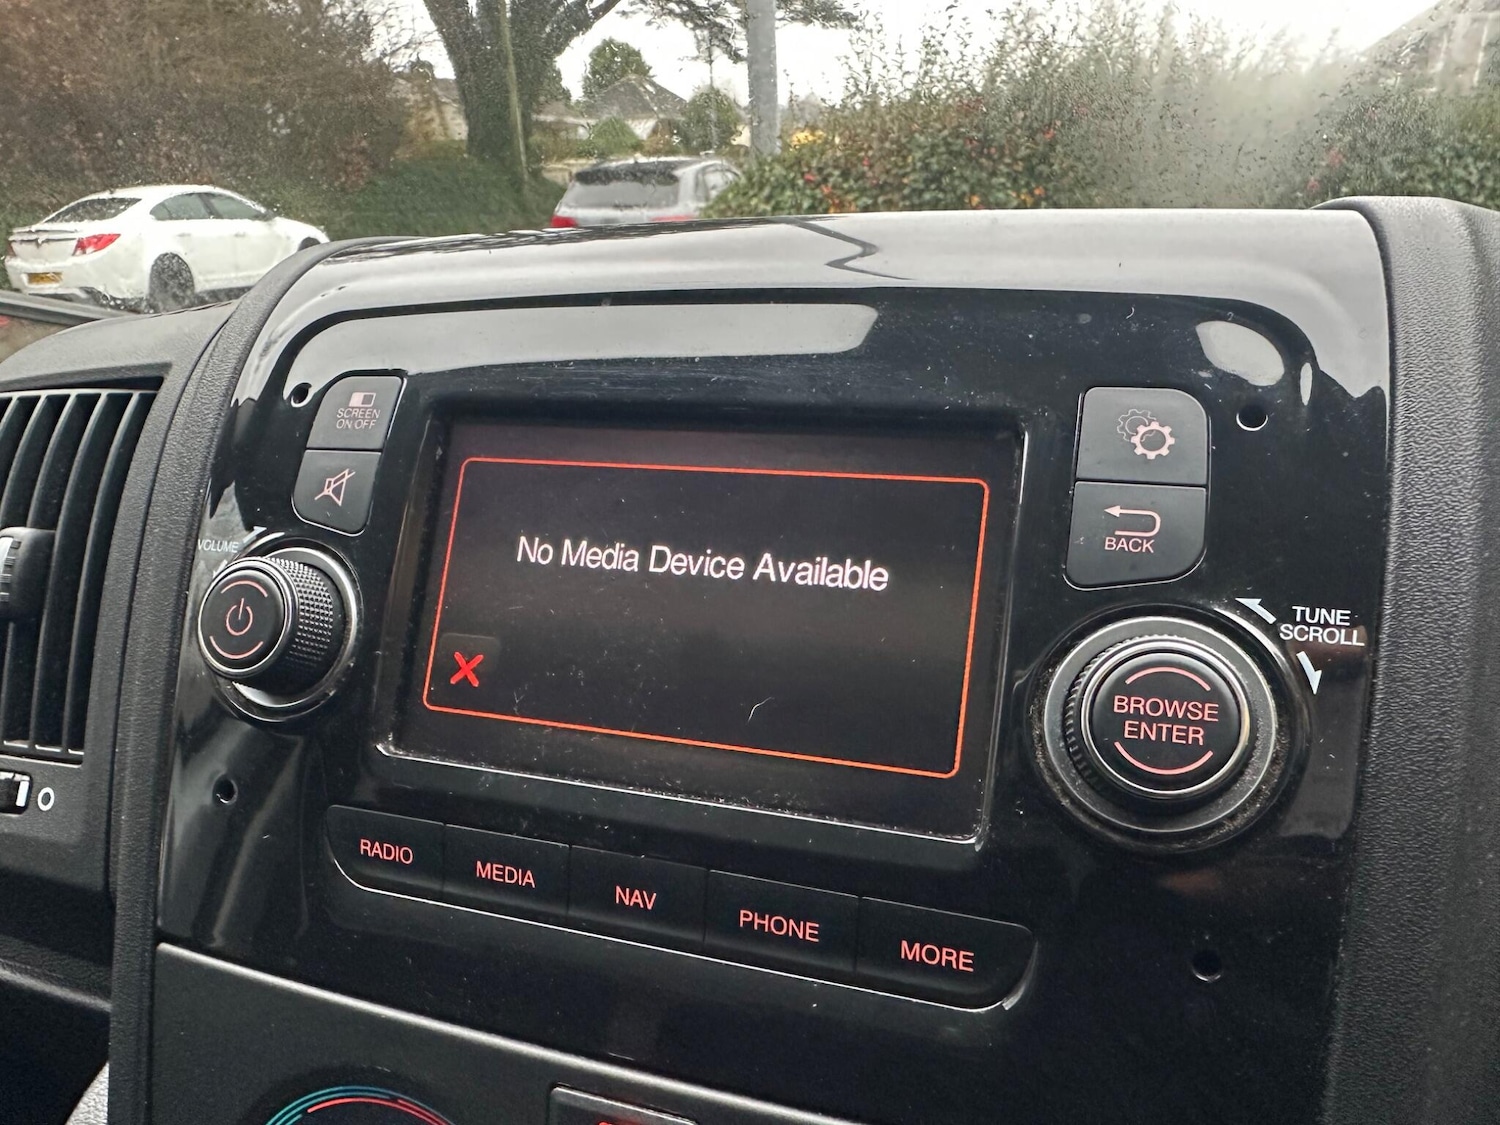 SCREEN
ON OFF
VOLUME
No Media Device Available
BACK
TUNE
SCROLL
BROWSE
ENTER
RADIO
MEDIA
NAV
PHONE
MORE